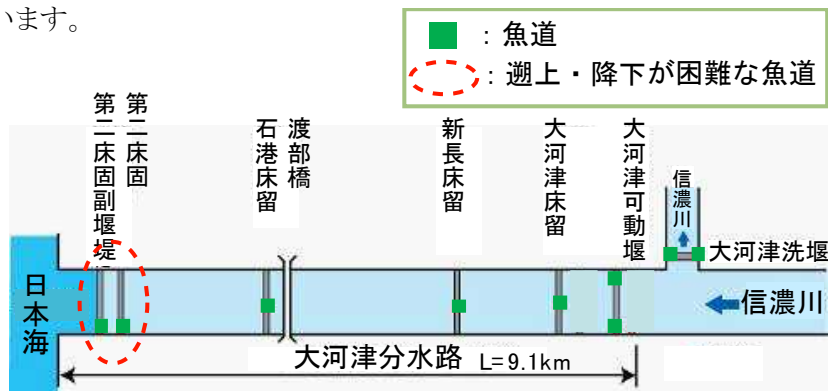 います。
：魚道
：遡上・降下が困難な魚道
第二床固副堰堤
第二床固
石港床留
渡部橋
新長床留
大河津床留
大河津可動堰
信濃川
大河津洗堰
日本海
信濃川
大河津分水路 L=9.1km